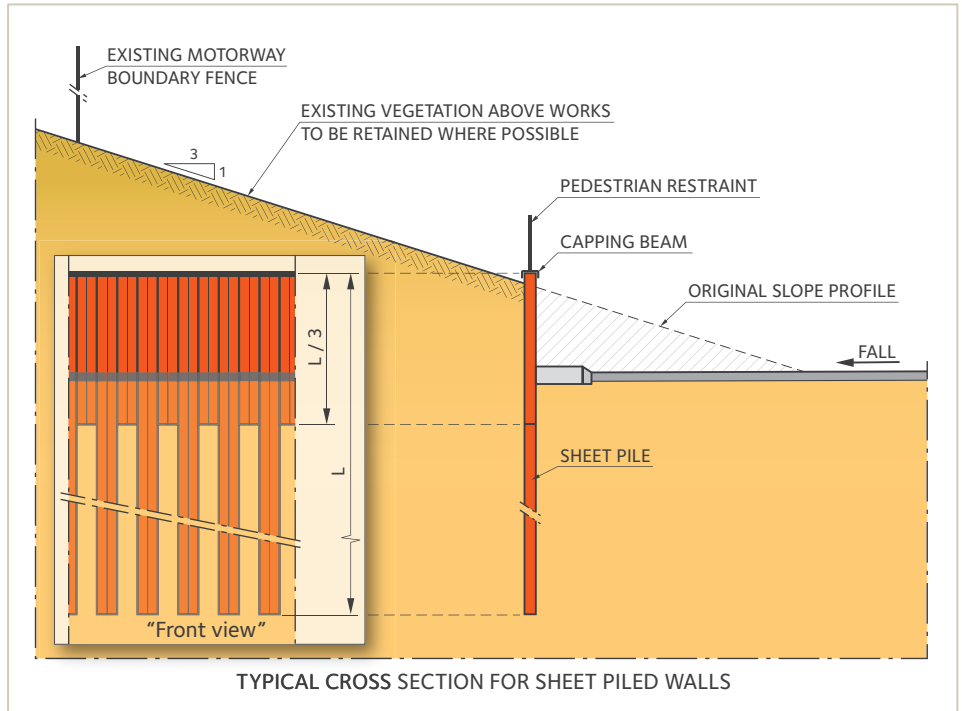 EXISTING MOTORWAY
BOUNDARY FENCE
EXISTING VEGETATION ABOVE WORKS
TO BE RETAINED WHERE POSSIBLE
3
1
PEDESTRIAN RESTRAINT
CAPPING BEAM
ORIGINAL SLOPE PROFILE
FALL
L / 3
L
SHEET PILE
“Front view”
TYPICAL CROSS SECTION FOR SHEET PILED WALLS